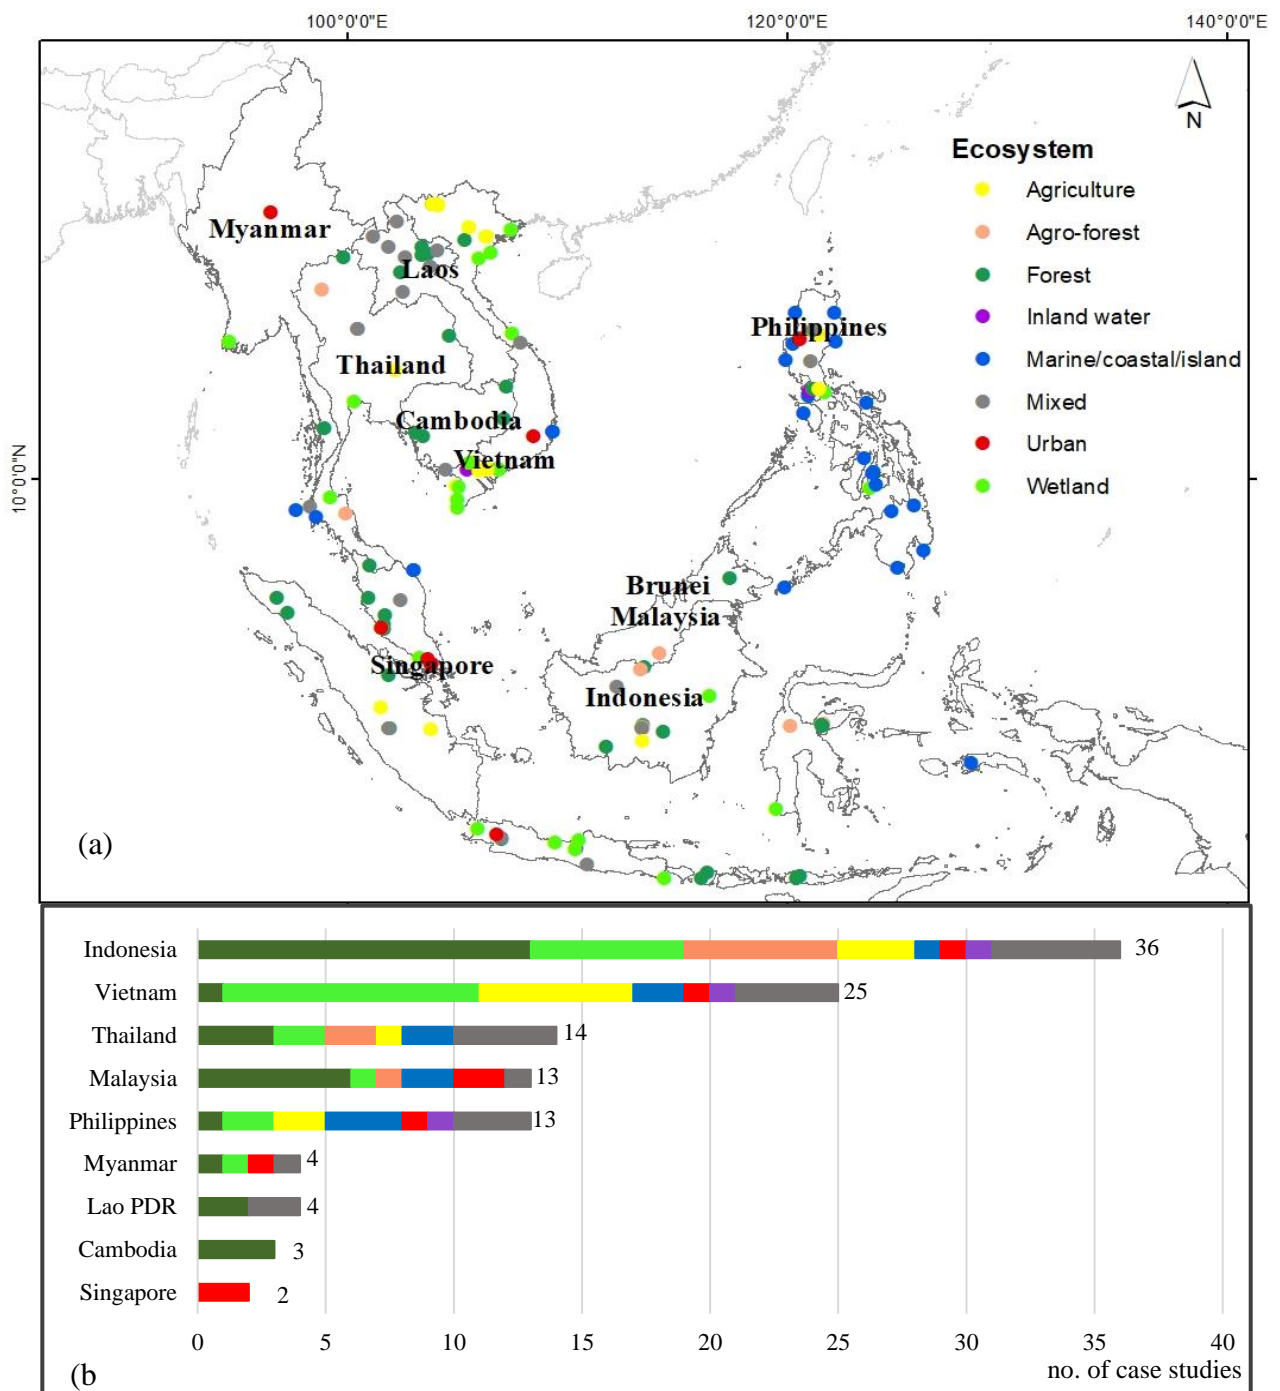 100°0'0"E
120°0'0"E
140°0'0"E
N
Ecosystem
Agriculture
Agro-forest
Forest
Inland water
Marine/coastal/island
Mixed
Urban
Wetland
Myanmar
Laos
Philippines
Thailand
Cambodia
Vietnam
10°0'0"N
Brunei
Malaysia
Singapore
Indonesia
(a)
Indonesia 36
Vietnam 25
Thailand 14
Malaysia 13
Philippines 13
Myanmar 4
Lao PDR 4
Cambodia 3
Singapore 2
0 5 10 15 20 25 30 35 40
no. of case studies
(b